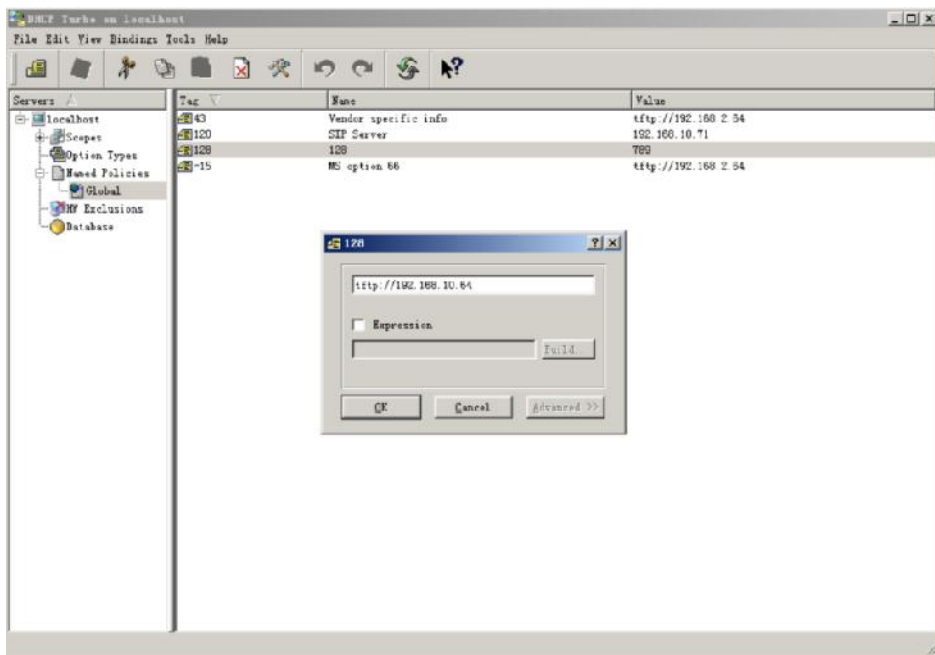 DHCP Turbo on localhost
File Edit View Bindings Tools Help
Servers
Tag Name Value
localhost
Scopes
Option Types
Named Policies
Global
HW Exclusions
Database
43 Vendor specific info tftp://192.168 2.64
120 SIP Server 192.168.10.71
128 128 789
-15 MS option 66 tftp://192.168 2.64
128
tftp://192.168.10.64
Expression
Build...
OK Cancel Advanced >>